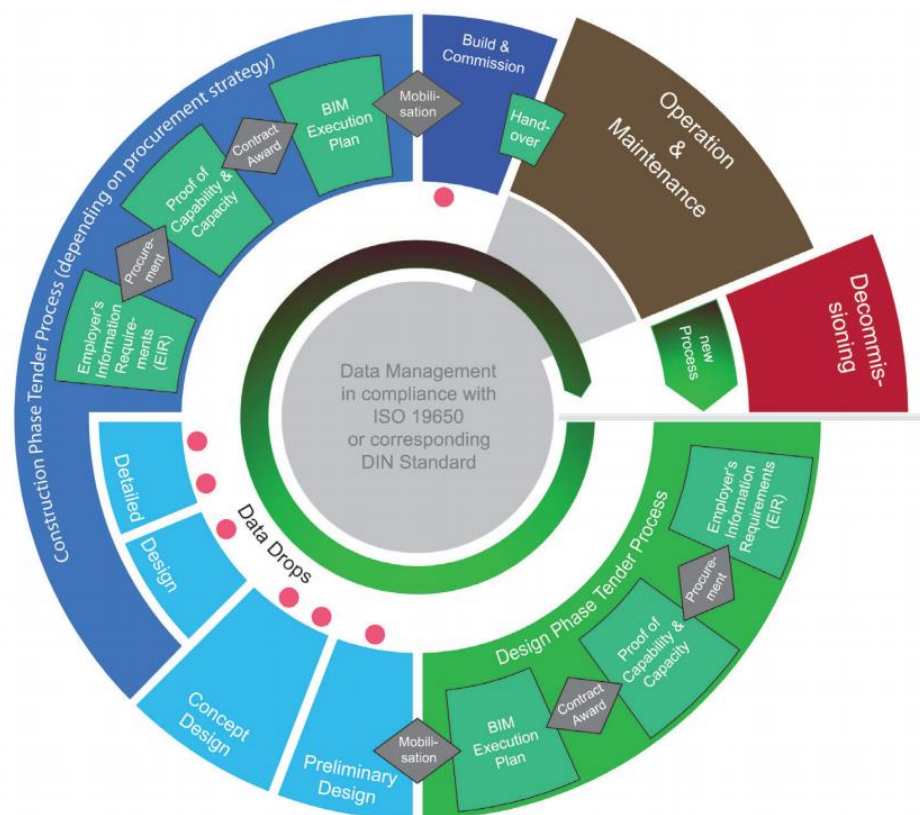 Build &
Commission
Operation
&
Maintenance
Decommis-
sioning
new
Process
Hand-
over
Mobili-
sation
BIM
Execution
Plan
Contract
Award
Proof of
Capability &
Capacity
Procure-
ment
Employer's
Information
Require-
ments
(EIR)
Construction Phase Tender Process (depending on procurement strategy)
Data Management
in compliance with
ISO 19650
or corresponding
DIN Standard
Design Phase Tender Process
Employer's
Information
Requirements
(EIR)
Procure-
ment
Proof of
Capability &
Capacity
Contract
Award
BIM
Execution
Plan
Mobili-
sation
Preliminary
Design
Concept
Design
Detailed
Design
Data Drops